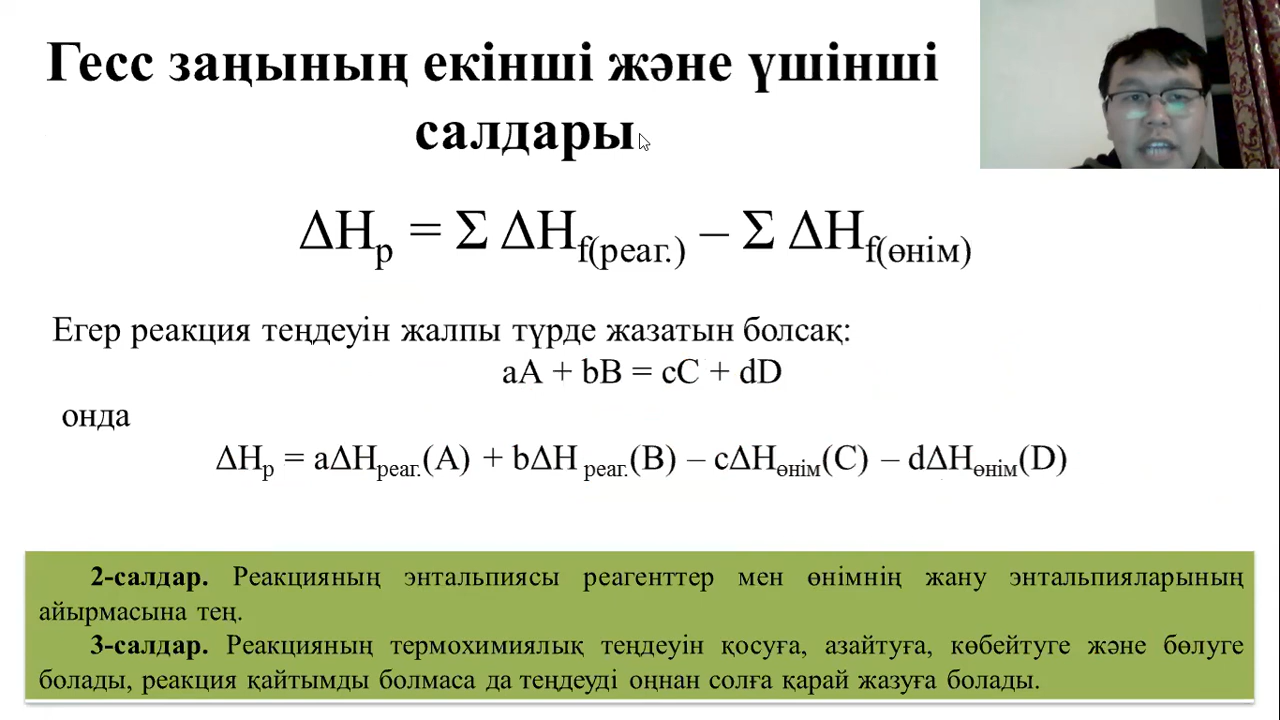 Гесс заңының екінші және үшінші
салдары
ΔHр = Σ ΔHf(реаг.) – Σ ΔHf(өнім)
Егер реакция теңдеуін жалпы түрде жазатын болсақ:
aA + bB = cC + dD
онда
ΔHр = aΔHреаг.(A) + bΔH реаг.(B) – cΔHөнім(C) – dΔHөнім(D)
2-салдар. Реакцияның энтальпиясы реагенттер мен өнімнің жану энтальпияларының
айырмасына тең.
3-салдар. Реакцияның термохимиялық теңдеуін қосуға, азайтуға, көбейтуге және бөлуге
болады, реакция қайтымды болмаса да теңдеуді оңнан солға қарай жазуға болады.